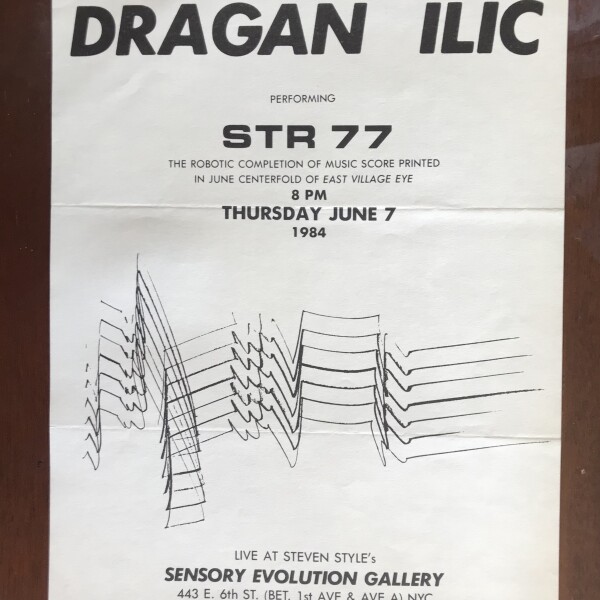 DRAGAN ILIC
PERFORMING
STR 77
THE ROBOTIC COMPLETION OF MUSIC SCORE PRINTED
IN JUNE CENTERFOLD OF EAST VILLAGE EYE
8 PM
THURSDAY JUNE 7
1984
LIVE AT STEVEN STYLE's
SENSORY EVOLUTION GALLERY
443 E. 6th ST. (BET. 1st AVE & AVE A) NYC